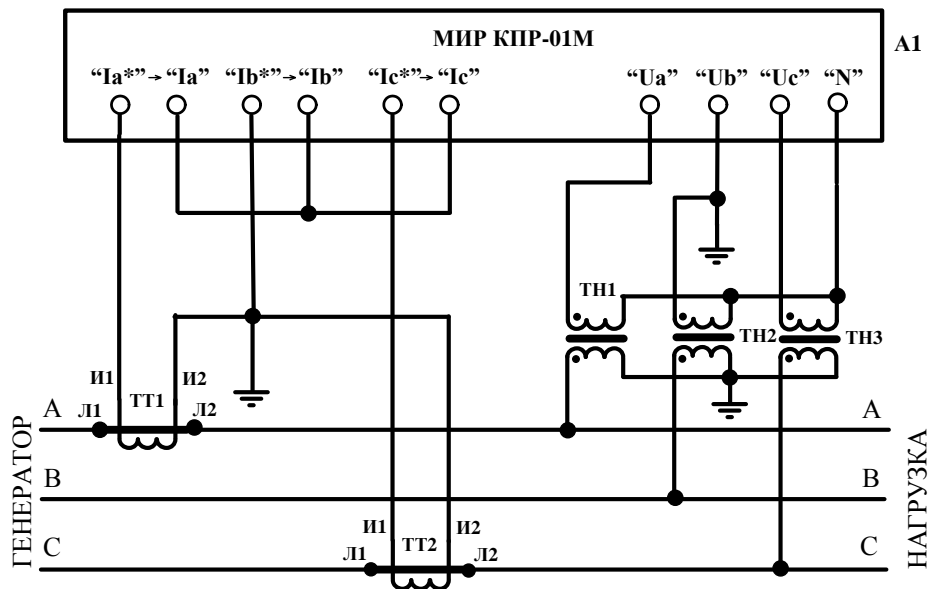 МИР КПР-01М
А1
“Ia*”→“Ia” “Ib*”→“Ib” “Ic*”→“Ic” “Ua” “Ub” “Uc” “N”
ТН1
ТН2
ТН3
И1
И2
ТТ1
А
Л1
Л2
А
В
В
И1
И2
ТТ2
С
Л1
Л2
С
ГЕНЕРАТОР
НАГРУЗКА